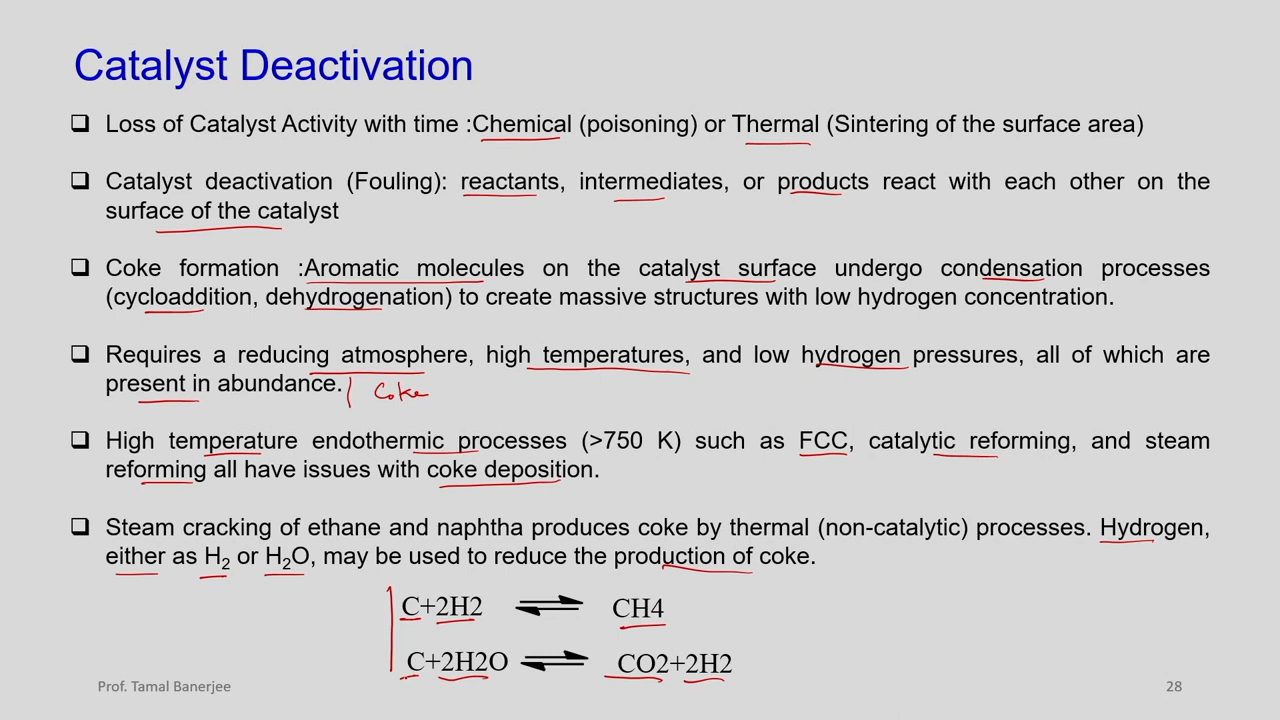 Catalyst Deactivation
❑ Loss of Catalyst Activity with time :Chemical (poisoning) or Thermal (Sintering of the surface area)
❑ Catalyst deactivation (Fouling): reactants, intermediates, or products react with each other on the
surface of the catalyst
❑ Coke formation :Aromatic molecules on the catalyst surface undergo condensation processes
(cycloaddition, dehydrogenation) to create massive structures with low hydrogen concentration.
❑ Requires a reducing atmosphere, high temperatures, and low hydrogen pressures, all of which are
present in abundance. Coke
❑ High temperature endothermic processes (>750 K) such as FCC, catalytic reforming, and steam
reforming all have issues with coke deposition.
❑ Steam cracking of ethane and naphtha produces coke by thermal (non-catalytic) processes. Hydrogen,
either as H₂ or H₂O, may be used to reduce the production of coke.
C+2H2 ⇌ CH4
C+2H2O ⇌ CO2+2H2
Prof. Tamal Banerjee 28